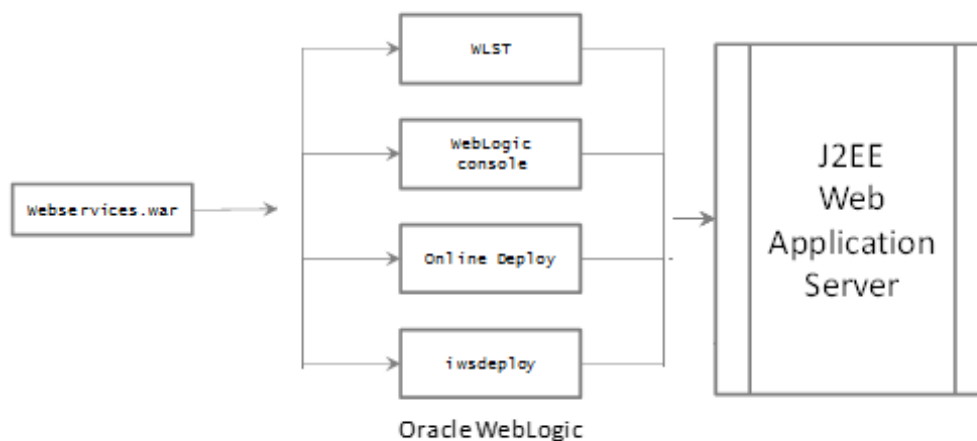 Webservices.war
WLST
WebLogic
console
Online Deploy
iwsdeploy
Oracle WebLogic
J2EE
Web
Application
Server